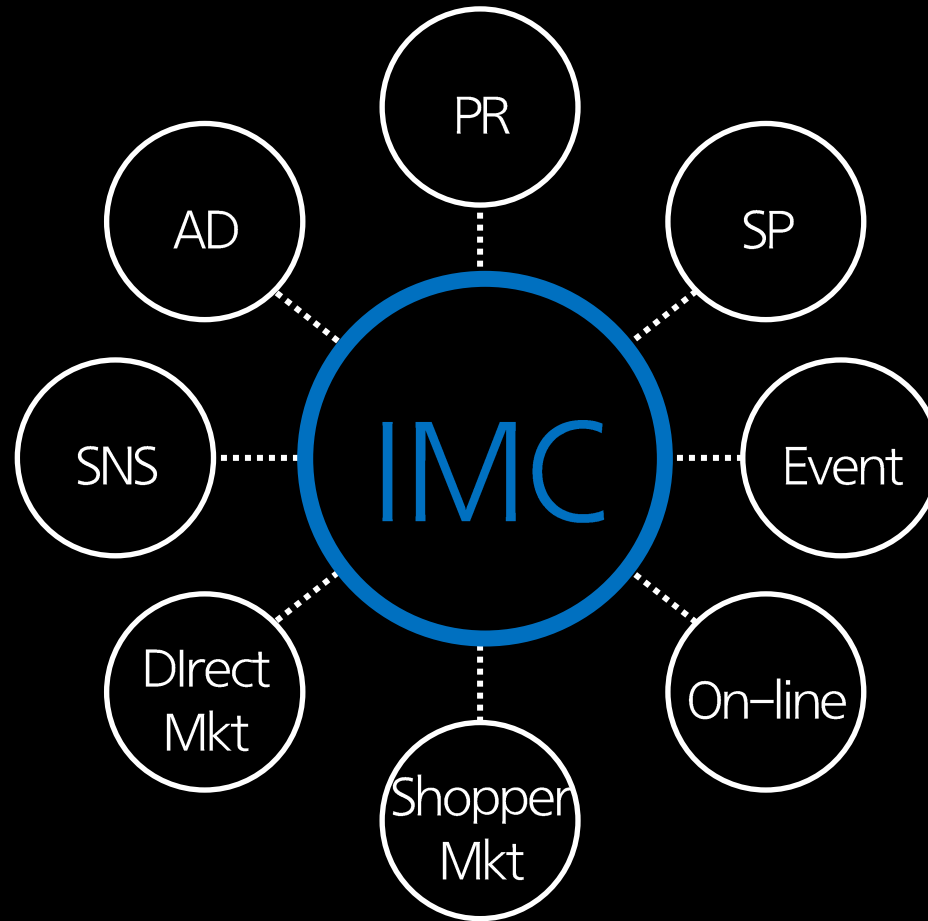 PR
AD
SP
SNS
IMC
Event
DIrect
Mkt
On-line
Shopper
Mkt